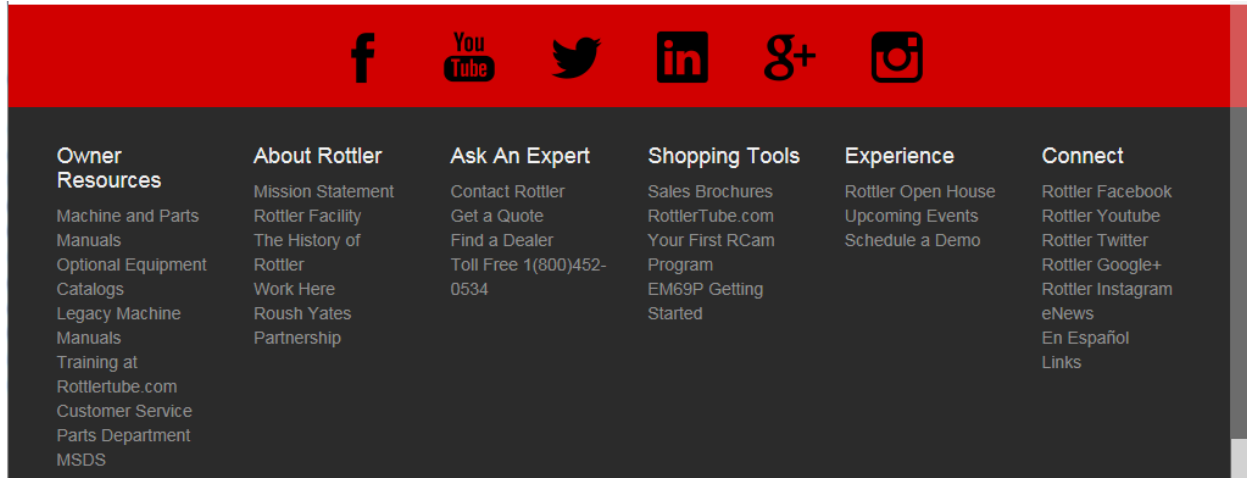 f
You
Tube
in
g+
Owner
Resources
Machine and Parts
Manuals
Optional Equipment
Catalogs
Legacy Machine
Manuals
Training at
Rottlertube.com
Customer Service
Parts Department
MSDS
About Rottler
Mission Statement
Rottler Facility
The History of
Rottler
Work Here
Roush Yates
Partnership
Ask An Expert
Contact Rottler
Get a Quote
Find a Dealer
Toll Free 1(800)452-
0534
Shopping Tools
Sales Brochures
RottlerTube.com
Your First RCam
Program
EM69P Getting
Started
Experience
Rottler Open House
Upcoming Events
Schedule a Demo
Connect
Rottler Facebook
Rottler Youtube
Rottler Twitter
Rottler Google+
Rottler Instagram
eNews
En Español
Links